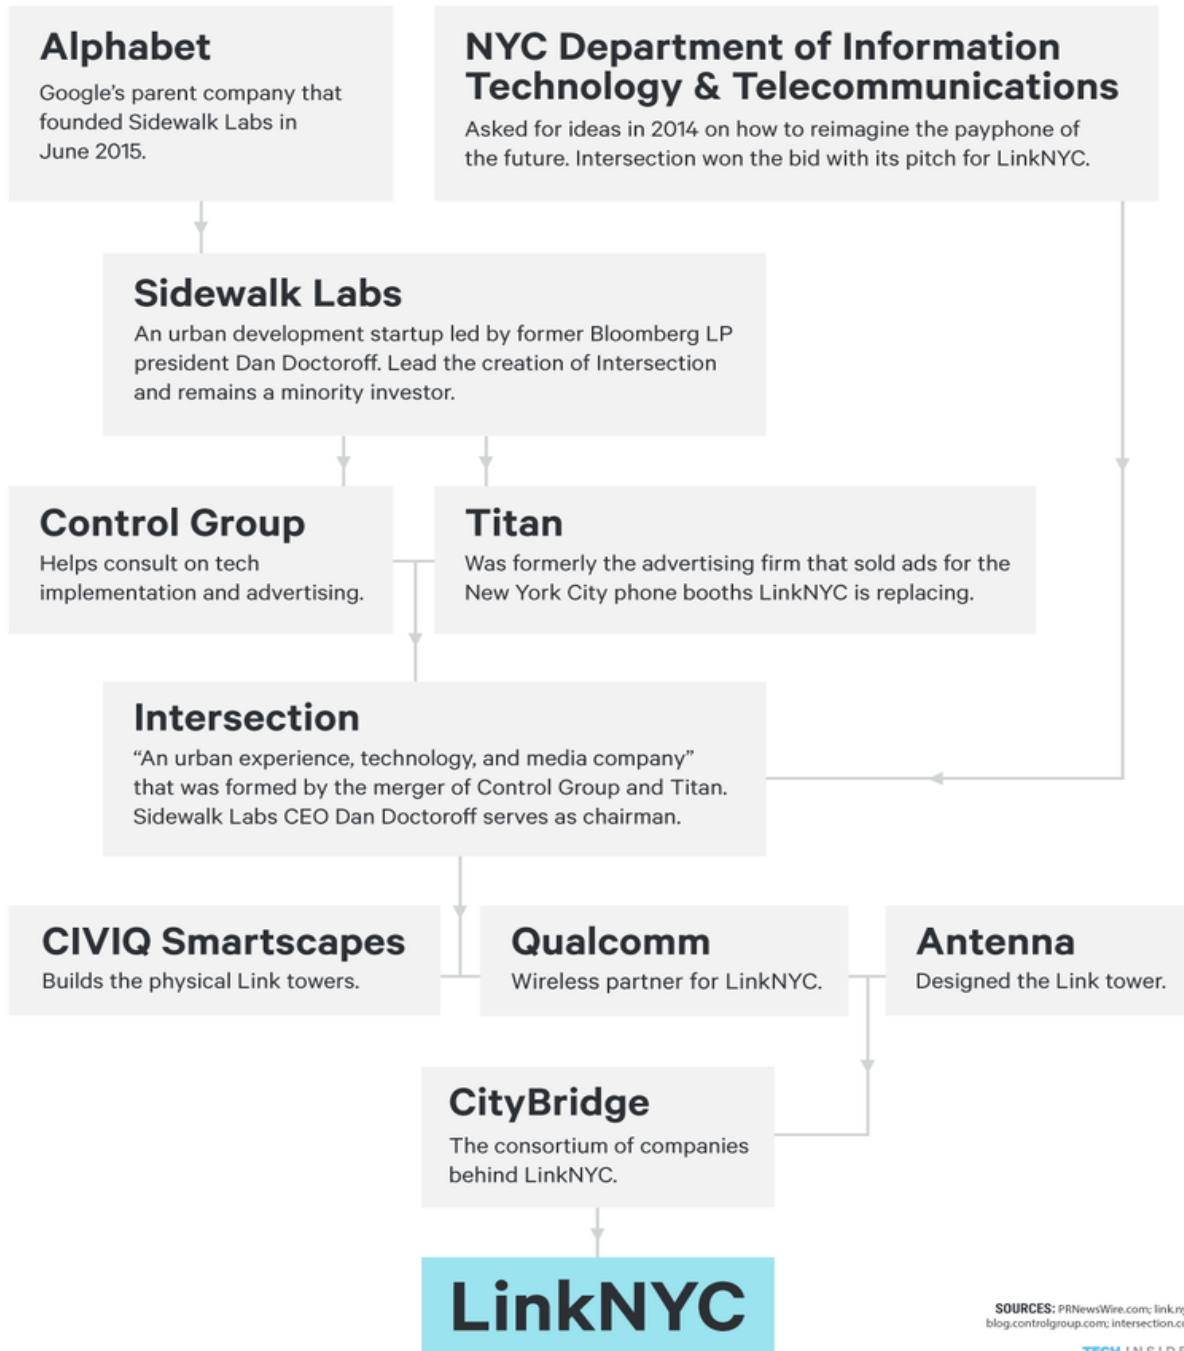 Alphabet
Google's parent company that
founded Sidewalk Labs in
June 2015.
NYC Department of Information
Technology & Telecommunications
Asked for ideas in 2014 on how to reimagine the payphone of
the future. Intersection won the bid with its pitch for LinkNYC.
Sidewalk Labs
An urban development startup led by former Bloomberg LP
president Dan Doctoroff. Lead the creation of Intersection
and remains a minority investor.
Control Group
Helps consult on tech
implementation and advertising.
Titan
Was formerly the advertising firm that sold ads for the
New York City phone booths LinkNYC is replacing.
Intersection
“An urban experience, technology, and media company”
that was formed by the merger of Control Group and Titan.
Sidewalk Labs CEO Dan Doctoroff serves as chairman.
CIVIQ Smartscapes
Builds the physical Link towers.
Qualcomm
Wireless partner for LinkNYC.
Antenna
Designed the Link tower.
CityBridge
The consortium of companies
behind LinkNYC.
LinkNYC
SOURCES: PRNewsWire.com;
blog.controlgroup.com;
TECH